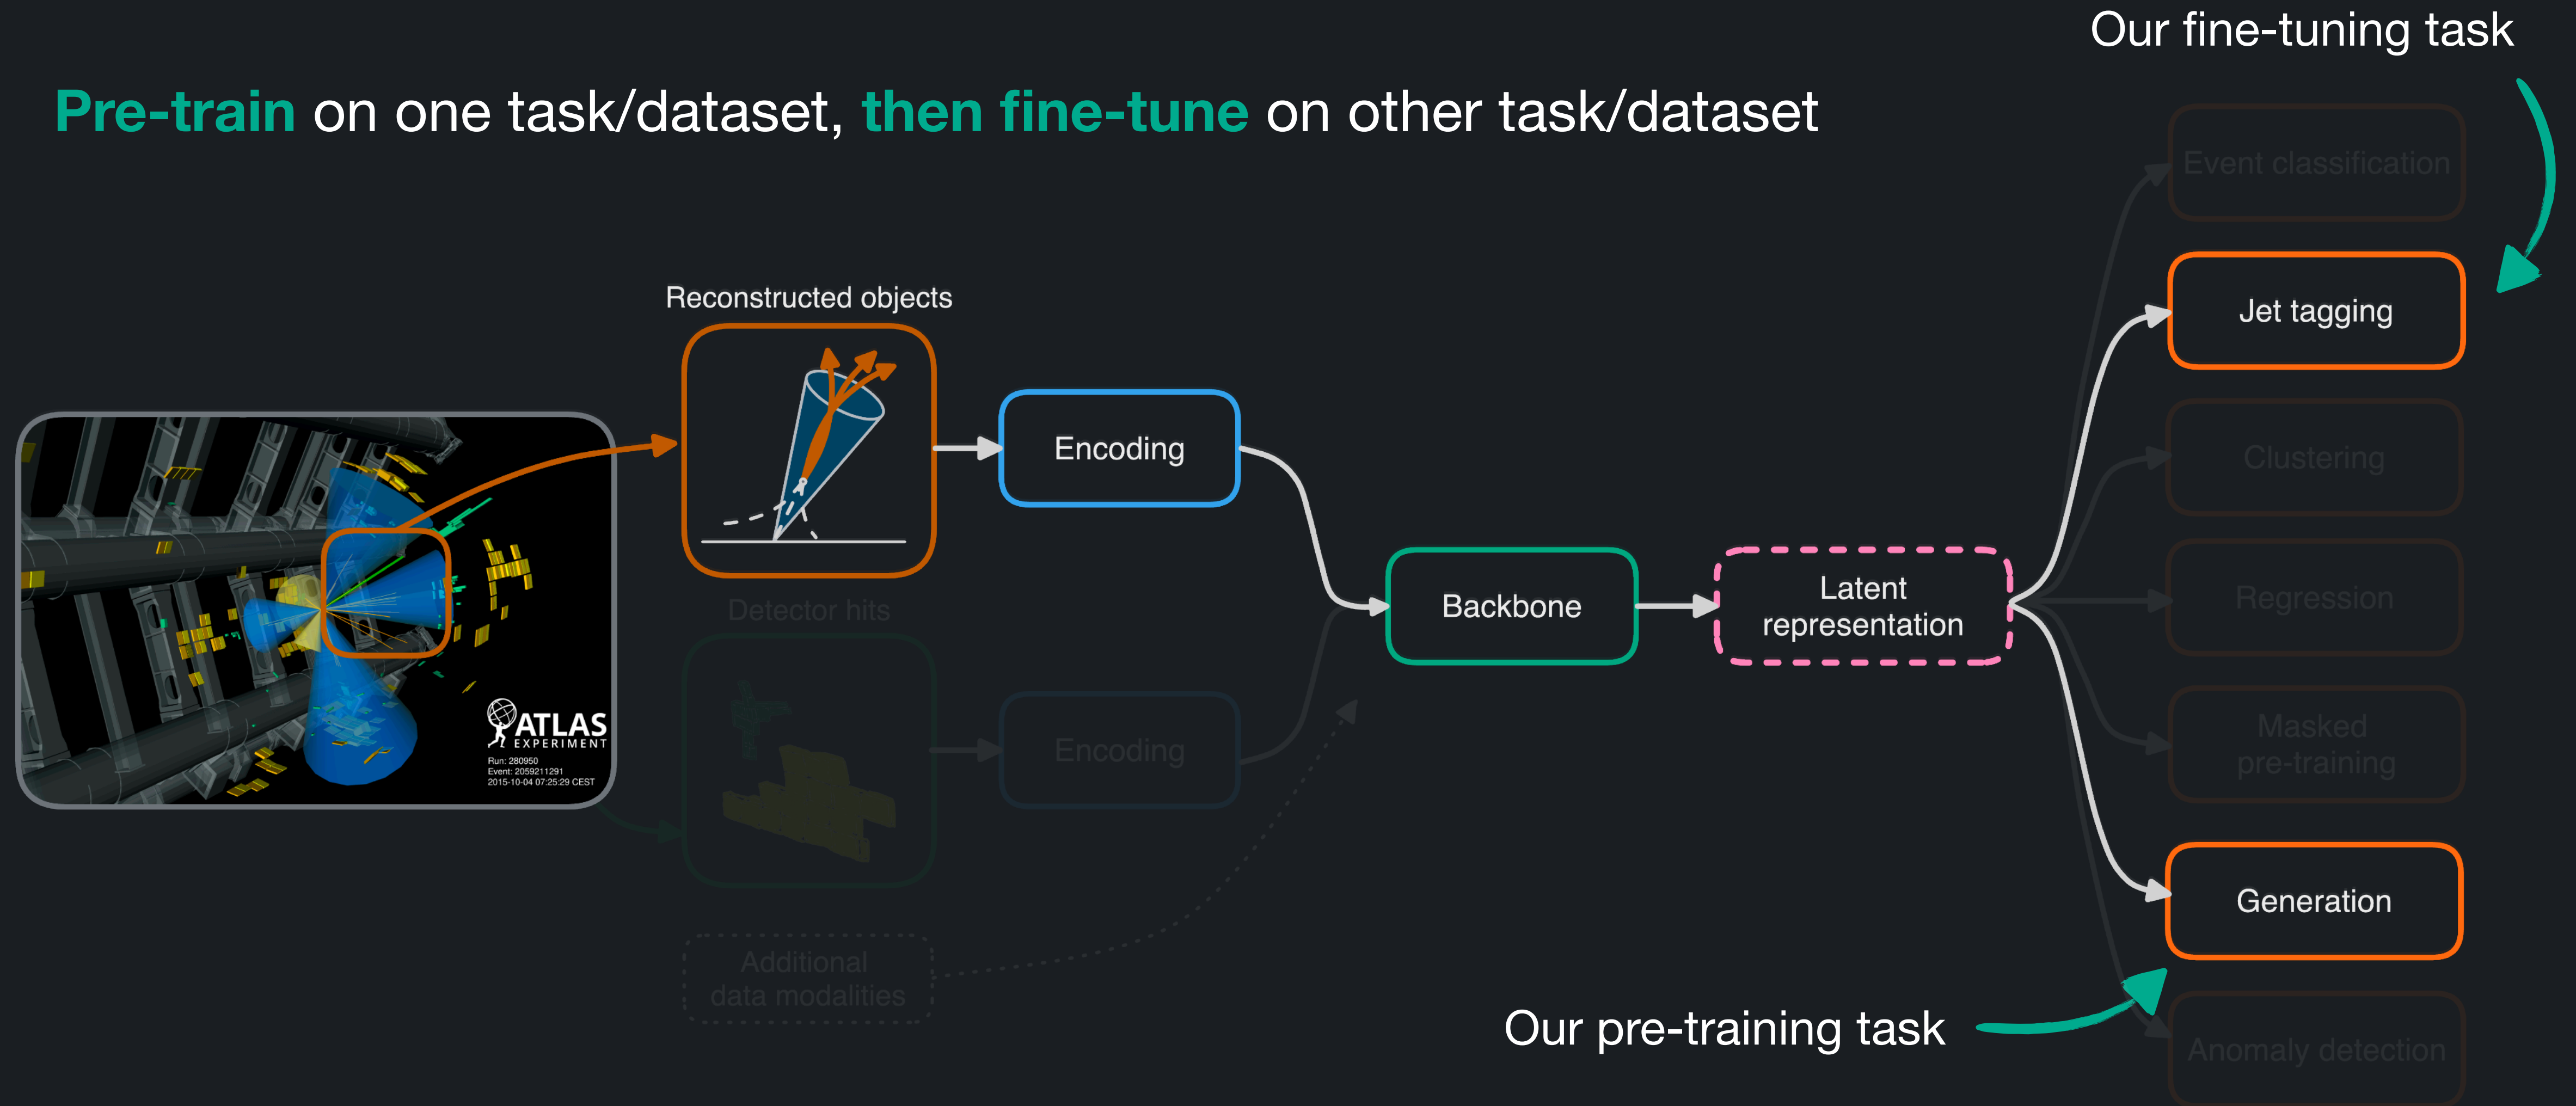 Our fine-tuning task
Pre-train on one task/dataset, then fine-tune on other task/dataset
Event classification
Reconstructed objects
Jet tagging
Encoding
Clustering
Detector hits
Backbone
Latent
representation
Regression
ATLAS
EXPERIMENT
Run: 280950
Event: 2059211291
2015-10-04 07:25:29 CEST
Encoding
Masked
pre-training
Generation
Additional
data modalities
Our pre-training task
Anomaly detection